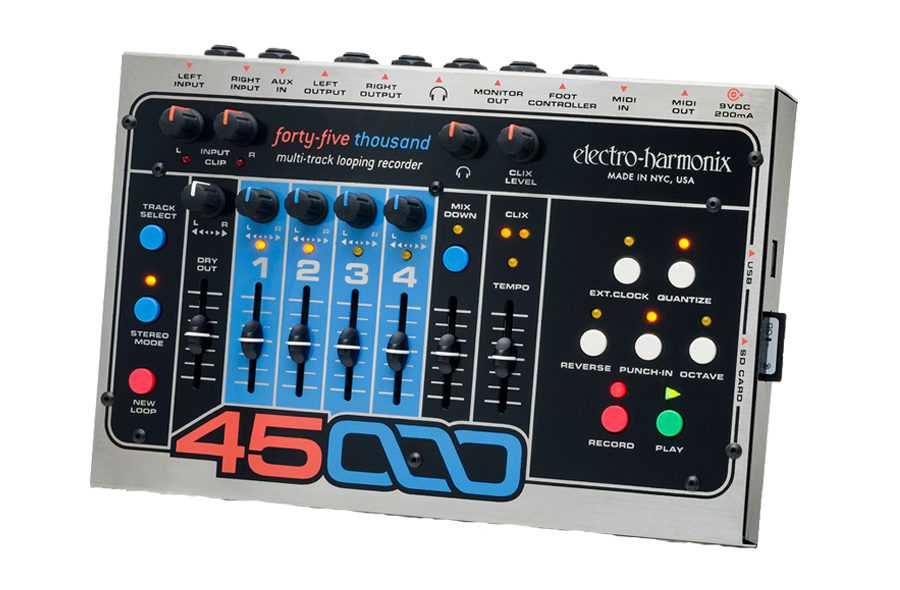 LEFT
INPUT
RIGHT
INPUT
AUX
IN
LEFT
OUTPUT
RIGHT
OUTPUT
MONITOR
OUT
FOOT
CONTROLLER
MIDI
IN
MIDI
OUT
9VDC
200mA
L INPUT R
CLIP
forty-five thousand
multi-track looping recorder
CLIX
LEVEL
electro-harmonix
MADE IN NYC, USA
TRACK
SELECT
STEREO
MODE
NEW
LOOP
L R
DRY
OUT
L R
1
L R
2
L R
3
L R
4
MIX
DOWN
CLIX
TEMPO
EXT.CLOCK QUANTIZE
REVERSE PUNCH-IN OCTAVE
RECORD PLAY
USB
SD CARD
45000